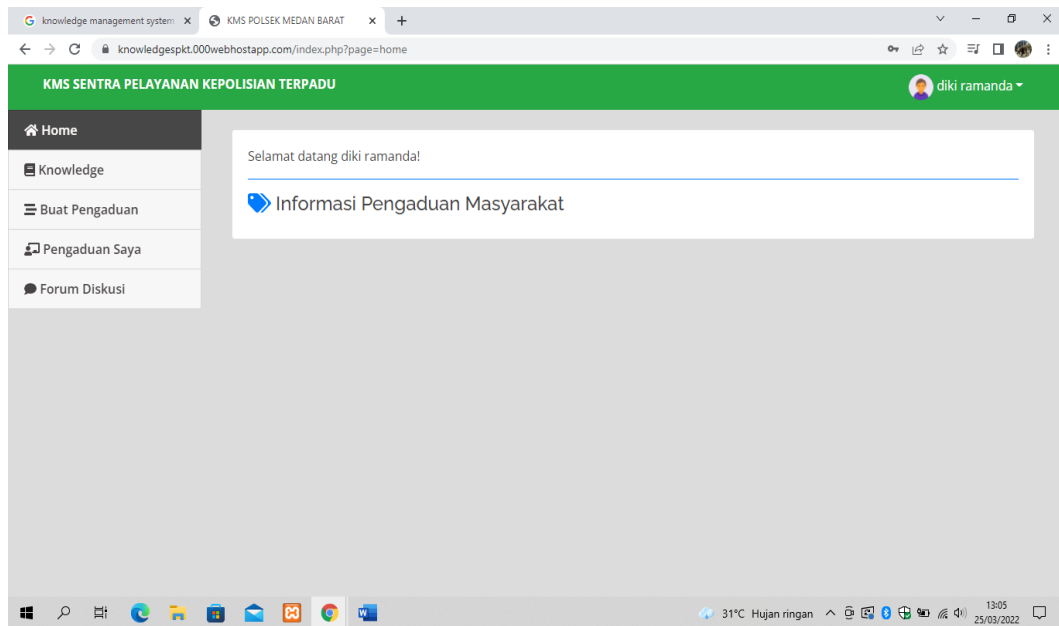 knowledge management system
KMS POLSEK MEDAN BARAT
knowledgespkt.000webhostapp.com/index.php?page=home
KMS SENTRA PELAYANAN KEPOLISIAN TERPADU
diki ramanda
Home
Knowledge
Buat Pengaduan
Pengaduan Saya
Forum Diskusi
Selamat datang diki ramanda!
Informasi Pengaduan Masyarakat
31°C Hujan ringan
13:05
25/03/2022